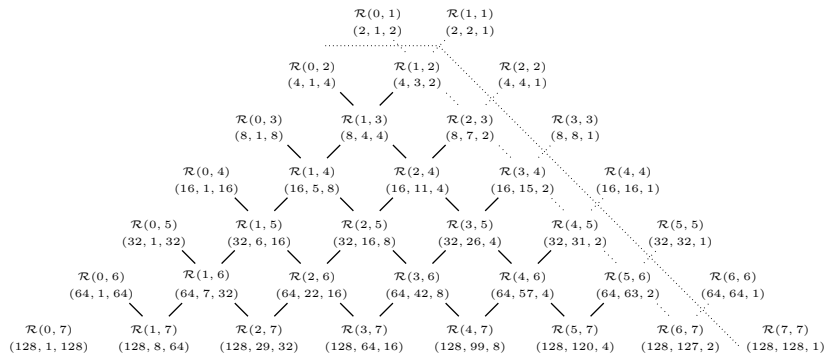 R(0, 1) R(1, 1)
(2, 1, 2) (2, 2, 1)
R(0, 2) R(1, 2) R(2, 2)
(4, 1, 4) (4, 3, 2) (4, 4, 1)
R(0, 3) R(1, 3) R(2, 3) R(3, 3)
(8, 1, 8) (8, 4, 4) (8, 7, 2) (8, 8, 1)
R(0, 4) R(1, 4) R(2, 4) R(3, 4) R(4, 4)
(16, 1, 16) (16, 5, 8) (16, 11, 4) (16, 15, 2) (16, 16, 1)
R(0, 5) R(1, 5) R(2, 5) R(3, 5) R(4, 5) R(5, 5)
(32, 1, 32) (32, 6, 16) (32, 16, 8) (32, 26, 4) (32, 31, 2) (32, 32, 1)
R(0, 6) R(1, 6) R(2, 6) R(3, 6) R(4, 6) R(5, 6) R(6, 6)
(64, 1, 64) (64, 7, 32) (64, 22, 16) (64, 42, 8) (64, 57, 4) (64, 63, 2) (64, 64, 1)
R(0, 7) R(1, 7) R(2, 7) R(3, 7) R(4, 7) R(5, 7) R(6, 7) R(7, 7)
(128, 1, 128) (128, 8, 64) (128, 29, 32) (128, 64, 16) (128, 99, 8) (128, 120, 4) (128, 127, 2) (128, 128, 1)